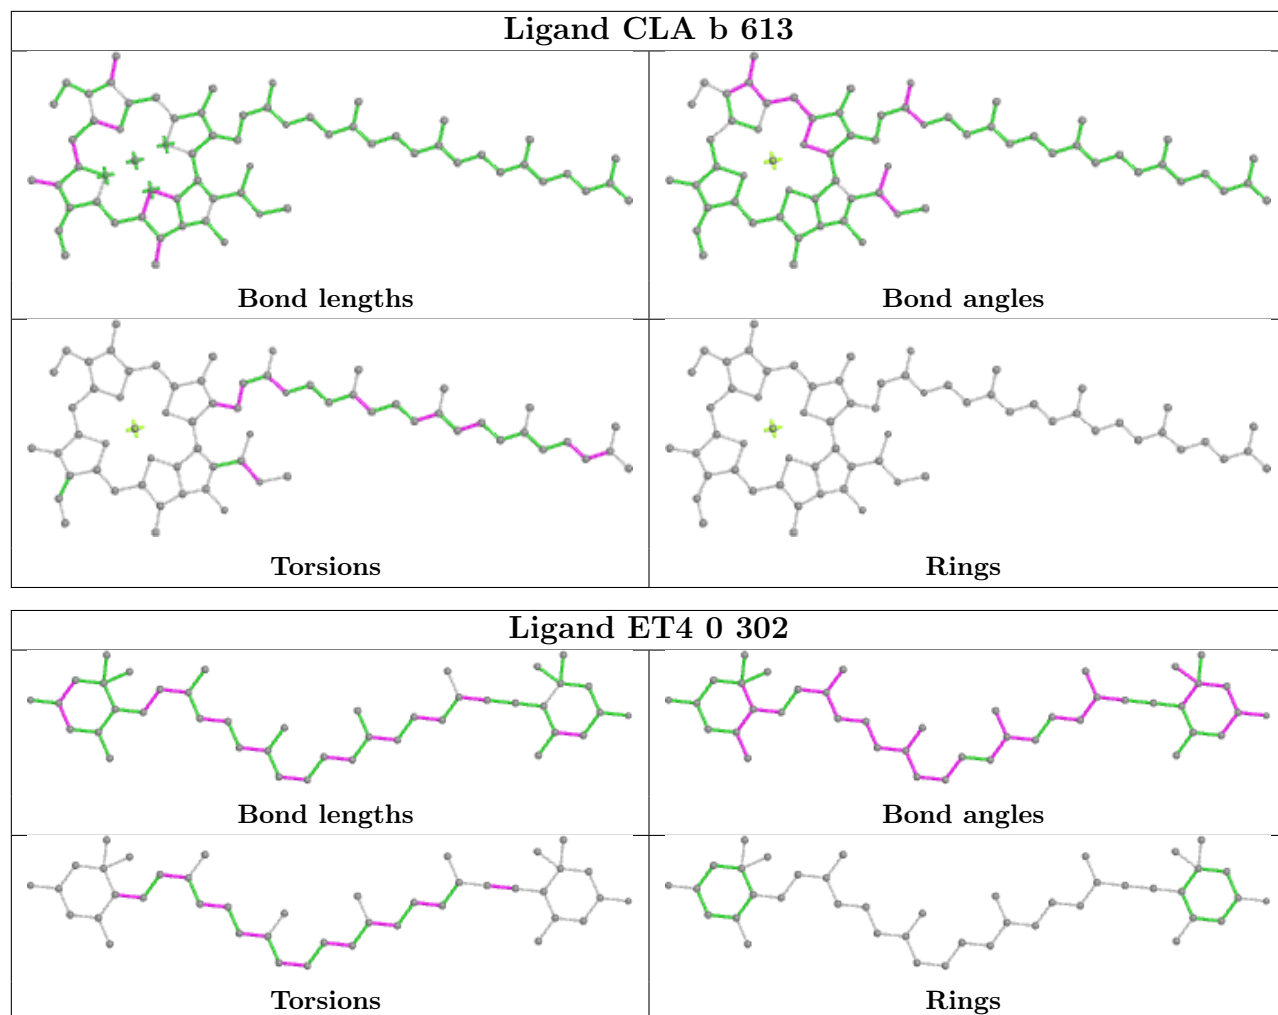 Ligand CLA b 613
Bond lengths
Bond angles
Torsions
Rings
Ligand ET4 0 302
Bond lengths
Bond angles
Torsions
Rings